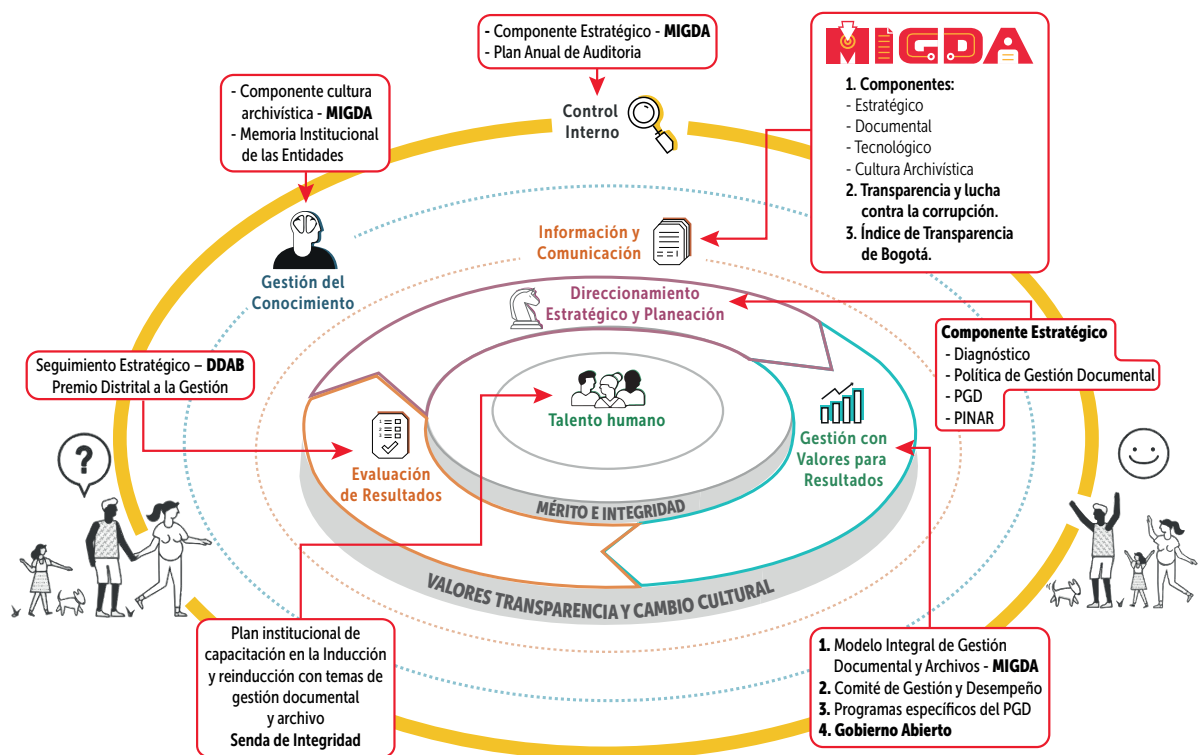 - Componente Estratégico - MIGDA
- Plan Anual de Auditoria
MIGDA
1. Componentes:
- Estratégico
- Documental
- Tecnológico
- Cultura Archivística
2. Transparencia y lucha
contra la corrupción.
3. Índice de Transparencia
de Bogotá.
- Componente cultura
archivística - MIGDA
- Memoria Institucional
de las Entidades
Control
Interno
Información y
Comunicación
Gestión del
Conocimiento
Direccionamiento
Estratégico y Planeación
Componente Estratégico
- Diagnóstico
- Política de Gestión Documental
- PGD
- PINAR
Seguimiento Estratégico – DDAB
Premio Distrital a la Gestión
Talento humano
Gestión con
Valores para
Resultados
1
2
3
Evaluación
de Resultados
?
MÉRITO E INTEGRIDAD
VALORES TRANSPARENCIA Y CAMBIO CULTURAL
Plan institucional de
capacitación en la Inducción
y reinducción con temas de
gestión documental
y archivo
Senda de Integridad
1. Modelo Integral de Gestión
Documental y Archivos - MIGDA
2. Comité de Gestión y Desempeño
3. Programas específicos del PGD
4. Gobierno Abierto